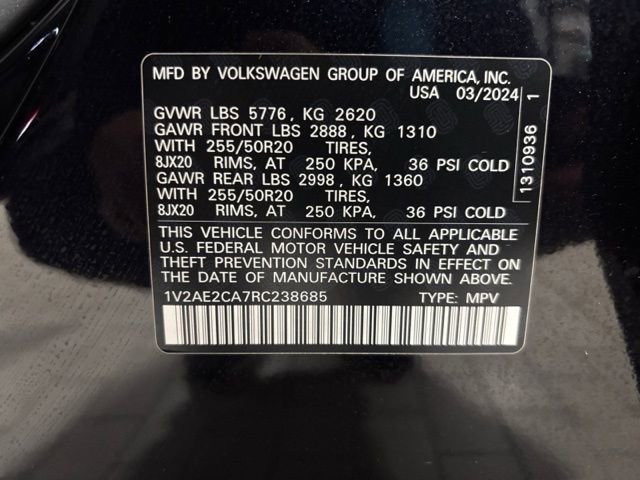 MFD BY VOLKSWAGEN GROUP OF AMERICA, INC.
USA 03/2024
GVWR LBS 5776, KG 2620
GAWR FRONT LBS 2888, KG 1310
WITH 255/50R20 TIRES,
8JX20 RIMS, AT 250 KPA, 36 PSI COLD
GAWR REAR LBS 2998, KG 1360
WITH 255/50R20 TIRES,
8JX20 RIMS, AT 250 KPA, 36 PSI COLD
1310936 1
THIS VEHICLE CONFORMS TO ALL APPLICABLE
U.S. FEDERAL MOTOR VEHICLE SAFETY AND
THEFT PREVENTION STANDARDS IN EFFECT ON
THE DATE OF MANUFACTURE SHOWN ABOVE.
1V2AE2CA7RC238685 TYPE: MPV